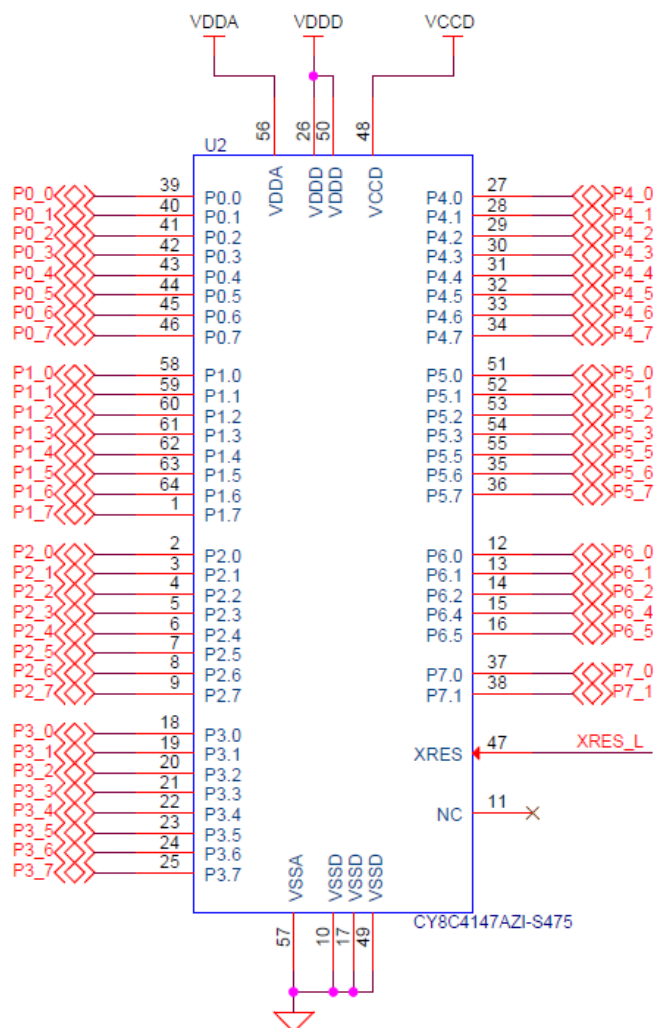 VDDA VDDD VCCD
56 26 50 48
U2
VDDA VDDD VDDD VCCD
P0_0 39 P0.0 P4.0 27 P4_0
P0_1 40 P0.1 P4.1 28 P4_1
P0_2 41 P0.2 P4.2 29 P4_2
P0_3 42 P0.3 P4.3 30 P4_3
P0_4 43 P0.4 P4.4 31 P4_4
P0_5 44 P0.5 P4.5 32 P4_5
P0_6 45 P0.6 P4.6 33 P4_6
P0_7 46 P0.7 P4.7 34 P4_7
P1_0 58 P1.0 P5.0 51 P5_0
P1_1 59 P1.1 P5.1 52 P5_1
P1_2 60 P1.2 P5.2 53 P5_2
P1_3 61 P1.3 P5.3 54 P5_3
P1_4 62 P1.4 P5.5 55 P5_5
P1_5 63 P1.5 P5.6 35 P5_6
P1_6 64 P1.6 P5.7 36 P5_7
P1_7 1 P1.7
P2_0 2 P2.0 P6.0 12 P6_0
P2_1 3 P2.1 P6.1 13 P6_1
P2_2 4 P2.2 P6.2 14 P6_2
P2_3 5 P2.3 P6.4 15 P6_4
P2_4 6 P2.4 P6.5 16 P6_5
P2_5 7 P2.5
P2_6 8 P2.6 P7.0 37 P7_0
P2_7 9 P2.7 P7.1 38 P7_1
P3_0 18 P3.0
P3_1 19 P3.1 XRES 47 XRES_L
P3_2 20 P3.2
P3_3 21 P3.3
P3_4 22 P3.4 NC 11
P3_5 23 P3.5
P3_6 24 P3.6
P3_7 25 P3.7
VSSA VSSD VSSD VSSD
CY8C4147AZI-S475
57 10 17 49